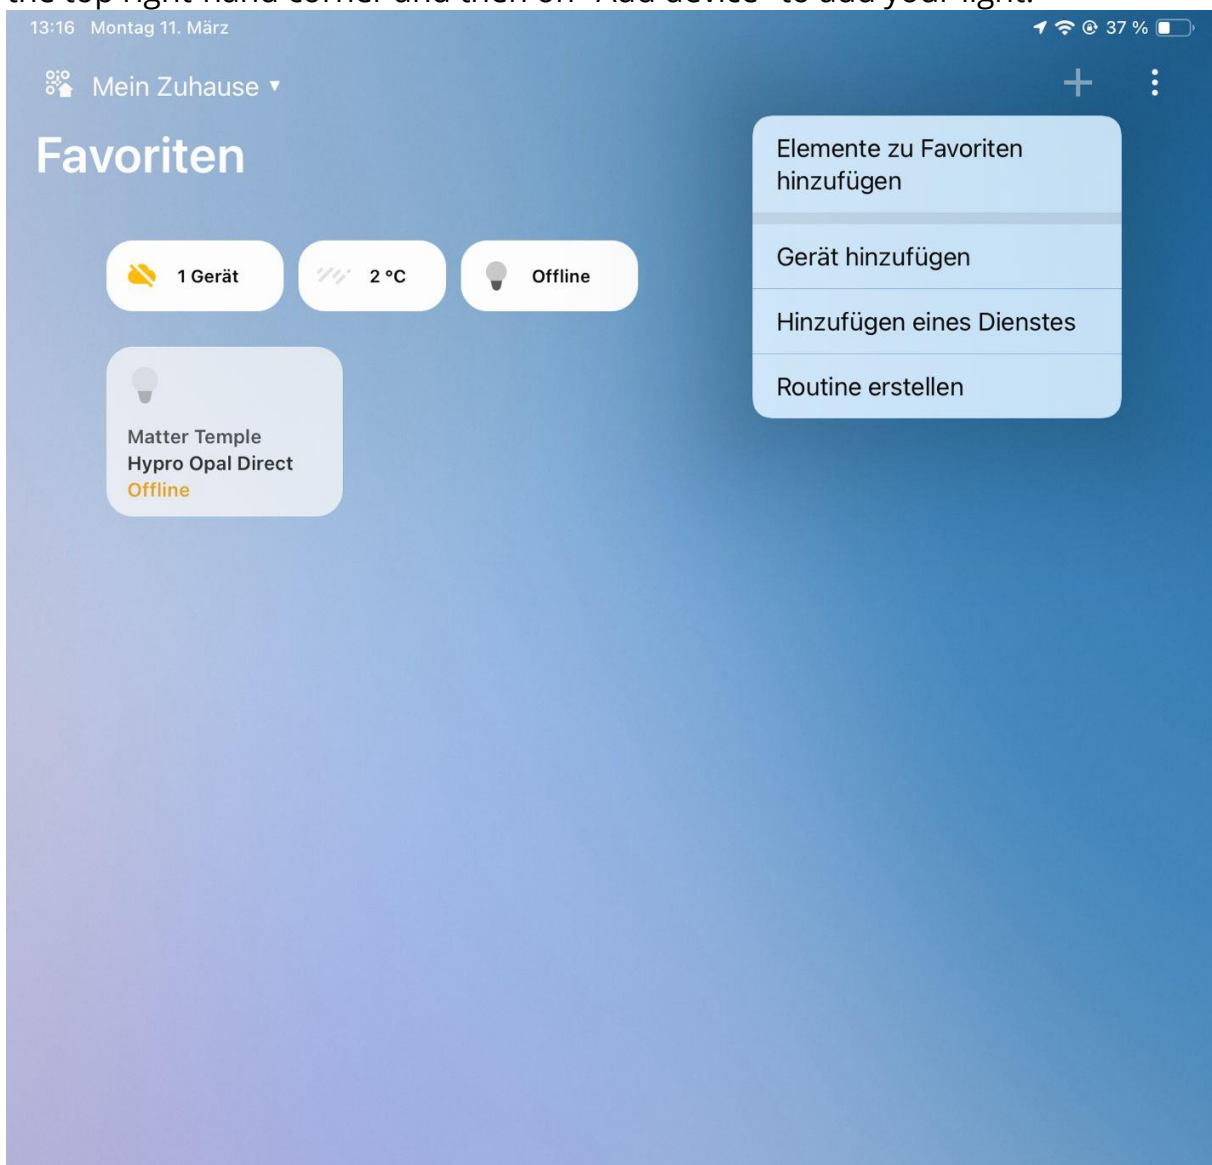 the top right-hand corner and then on "Add device" to add your light.
13:16 Montag 11. März
37 %
Mein Zuhause
Favoriten
Elemente zu Favoriten
hinzufügen
Gerät hinzufügen
Hinzufügen eines Dienstes
Routine erstellen
1 Gerät
2 °C
Offline
Matter Temple
Hypro Opal Direct
Offline